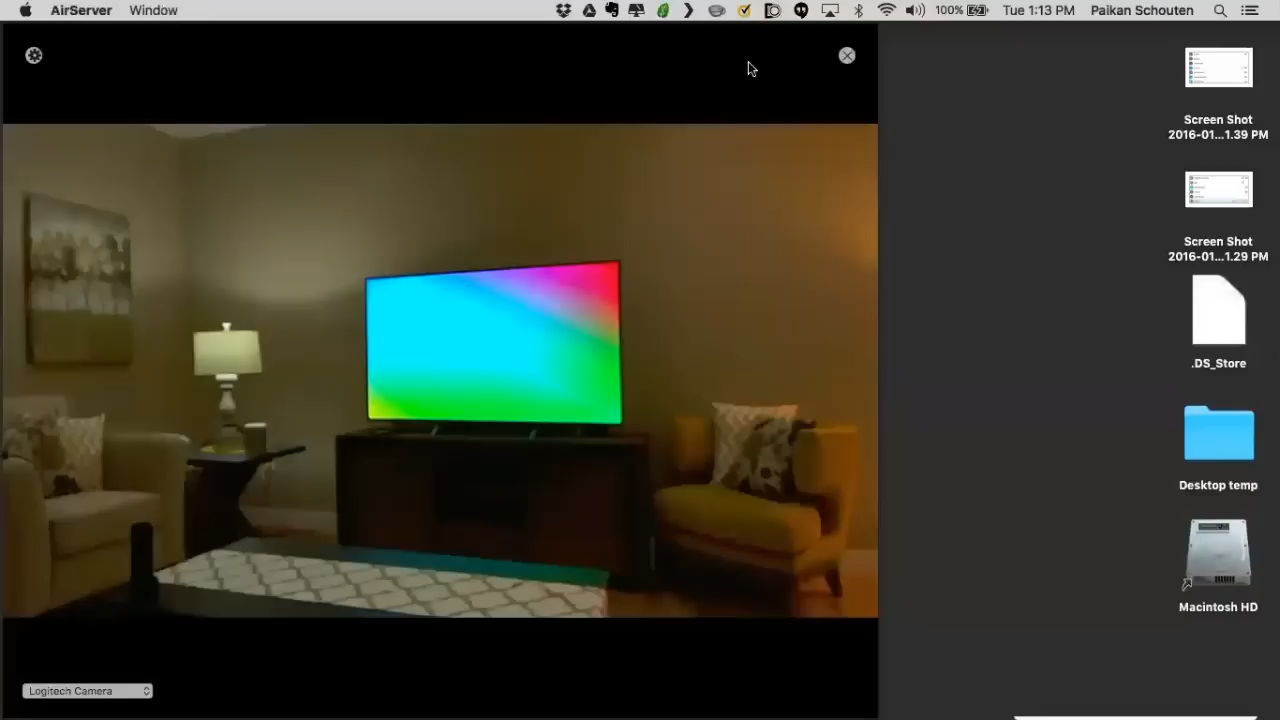 AirServer Window 100% Tue 1:13 PM Paikan Schouten
Screen Shot
2016-01...1.39 PM
Screen Shot
2016-01...1.29 PM
.DS_Store
Desktop temp
Macintosh HD
Logitech Camera